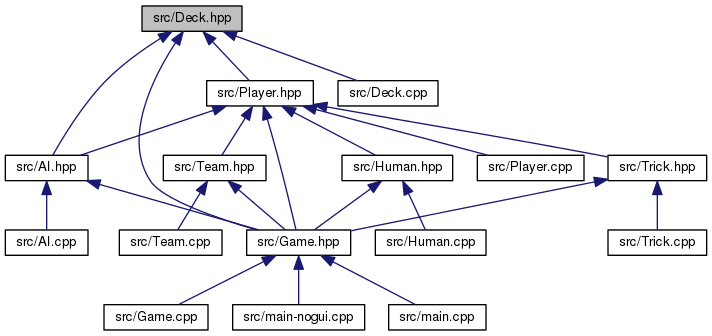 src/Deck.hpp
src/Player.hpp
src/Deck.cpp
src/AI.hpp
src/Team.hpp
src/Human.hpp
src/Player.cpp
src/Trick.hpp
src/AI.cpp
src/Team.cpp
src/Game.hpp
src/Human.cpp
src/Trick.cpp
src/Game.cpp
src/main-nogui.cpp
src/main.cpp